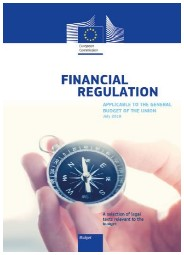 European
Commission
FINANCIAL
REGULATION
APPLICABLE TO THE GENERAL
BUDGET OF THE UNION
July 2018
A selection of legal
texts relevant to the
budget
Budget